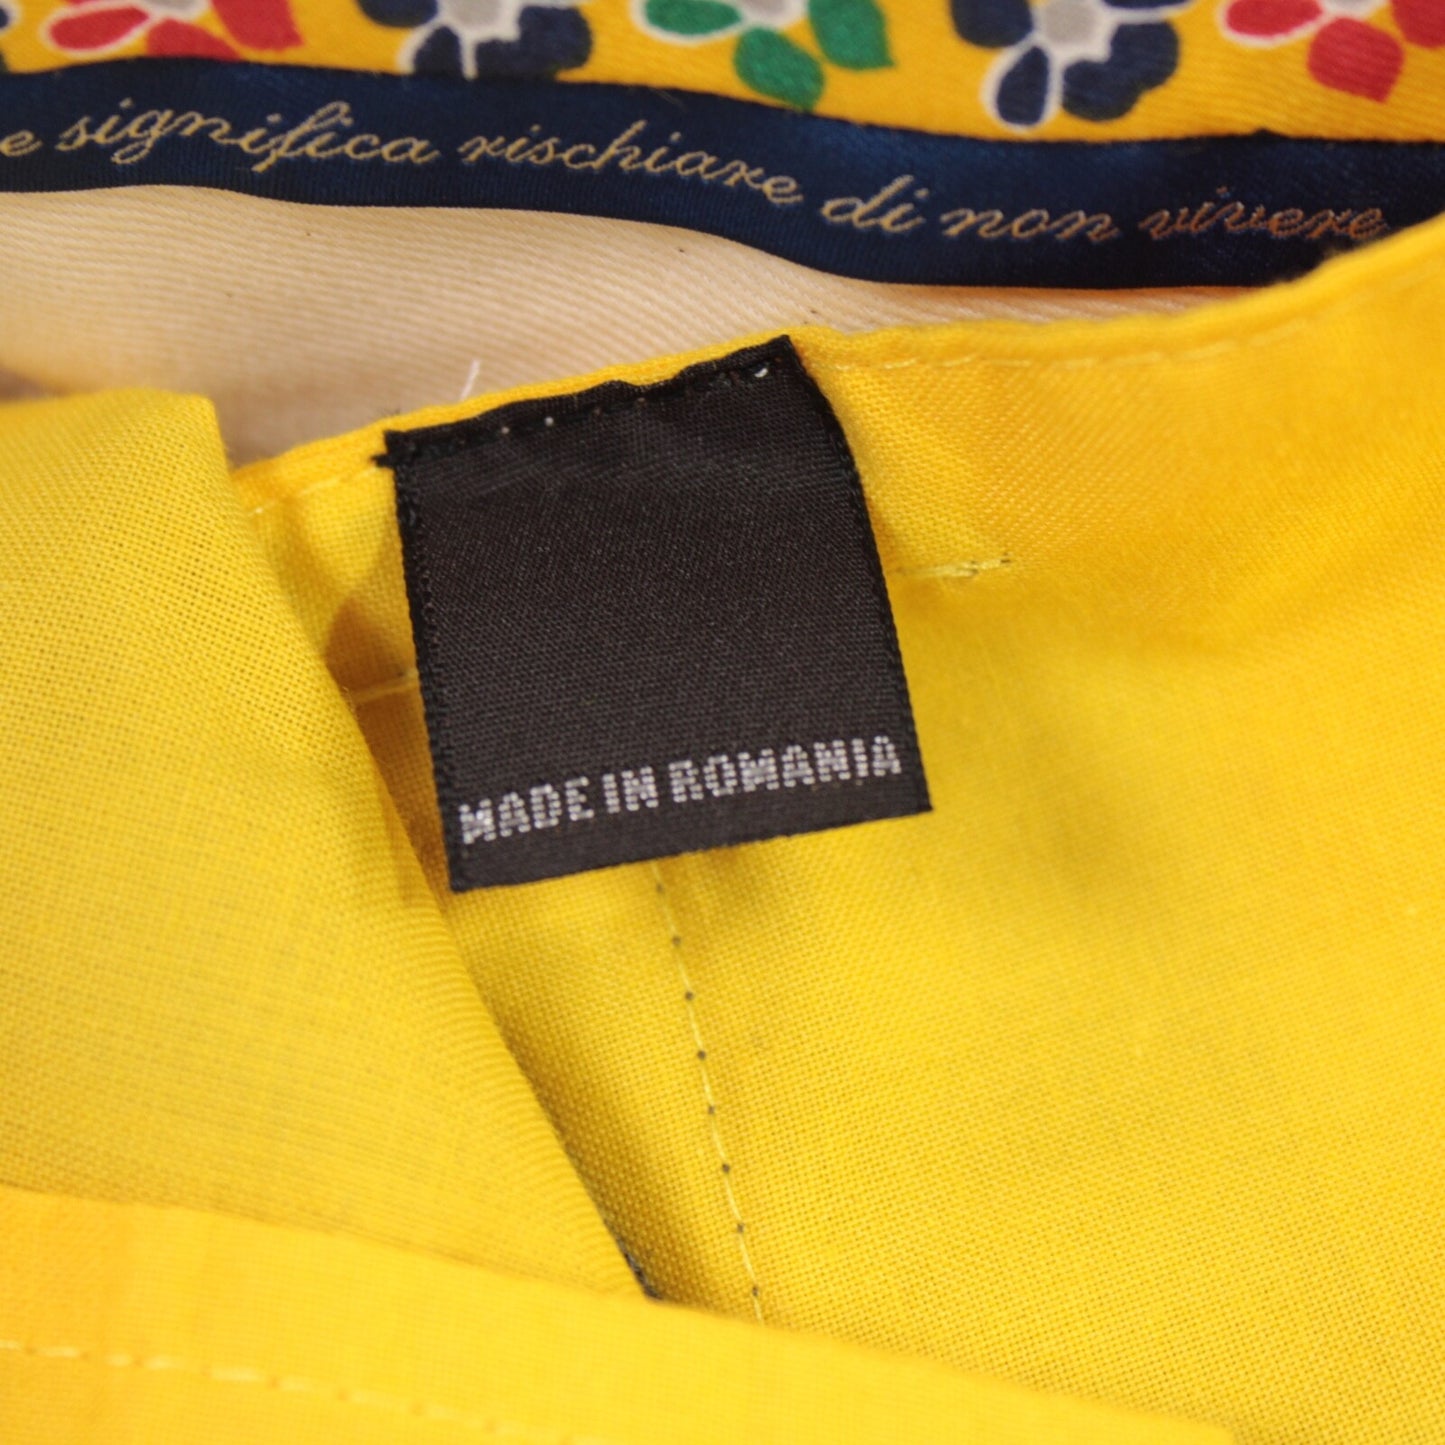 e significa rischiare di non vivere
MADE IN ROMANIA